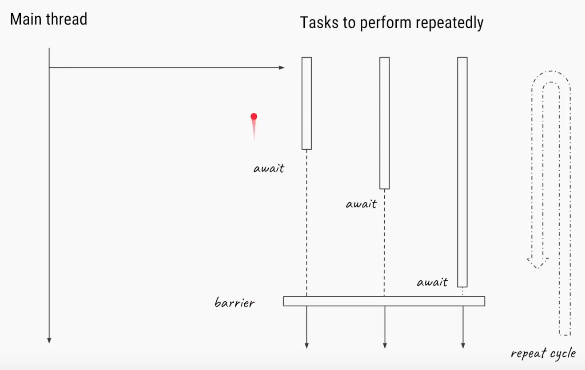 Main thread
Tasks to perform repeatedly
await
await
await
barrier
repeat cycle